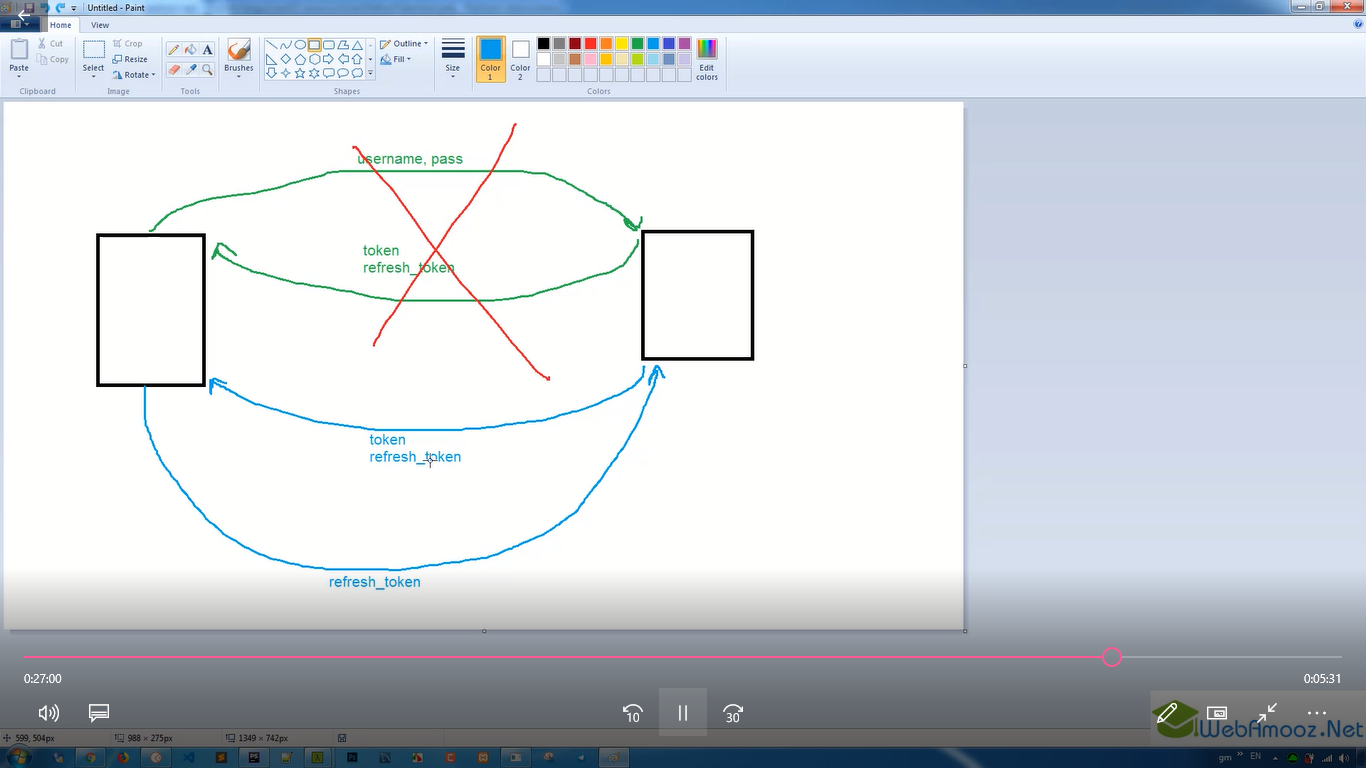 Untitled - Paint
Home View
Paste
Cut
Copy
Clipboard
Select
Crop
Resize
Rotate
Image
A
Tools
Brushes
Shapes
Outline
Fill
Size
Color
1
Color
2
Edit
colors
Colors
username, pass
token
refresh_token
token
refresh_token
refresh_token
0:27:00
0:05:31
10
30
WebAmooz.Net
599, 504px
988 × 275px
1349 × 742px
gm
EN